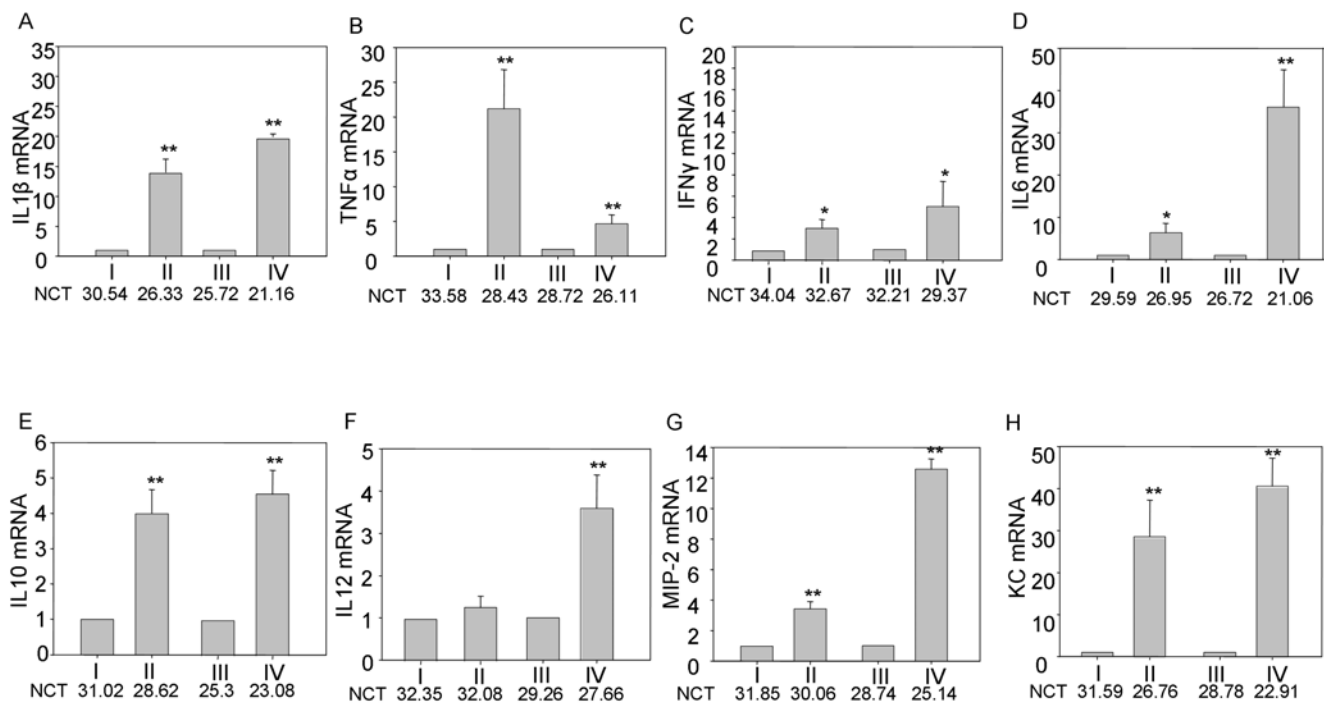 A
IL1β mRNA
35
30
25
20
15
10
5
0
** **
I II III IV
NCT 30.54 26.33 25.72 21.16
B
TNFα mRNA
30
25
20
15
10
5
0
** **
I II III IV
NCT 33.58 28.43 28.72 26.11
C
IFNγ mRNA
20
18
16
14
12
10
8
6
4
2
0
* *
I II III IV
NCT 34.04 32.67 32.21 29.37
D
IL6 mRNA
50
40
30
20
10
0
* **
I II III IV
NCT 29.59 26.95 26.72 21.06
E
IL10 mRNA
6
5
4
3
2
1
0
** **
I II III IV
NCT 31.02 28.62 25.3 23.08
F
IL12 mRNA
5
4
3
2
1
0
**
I II III IV
NCT 32.35 32.08 29.26 27.66
G
MIP-2 mRNA
14
12
10
8
6
4
2
0
** **
I II III IV
NCT 31.85 30.06 28.74 25.14
H
KC mRNA
50
40
30
20
10
0
** **
I II III IV
NCT 31.59 26.76 28.78 22.91